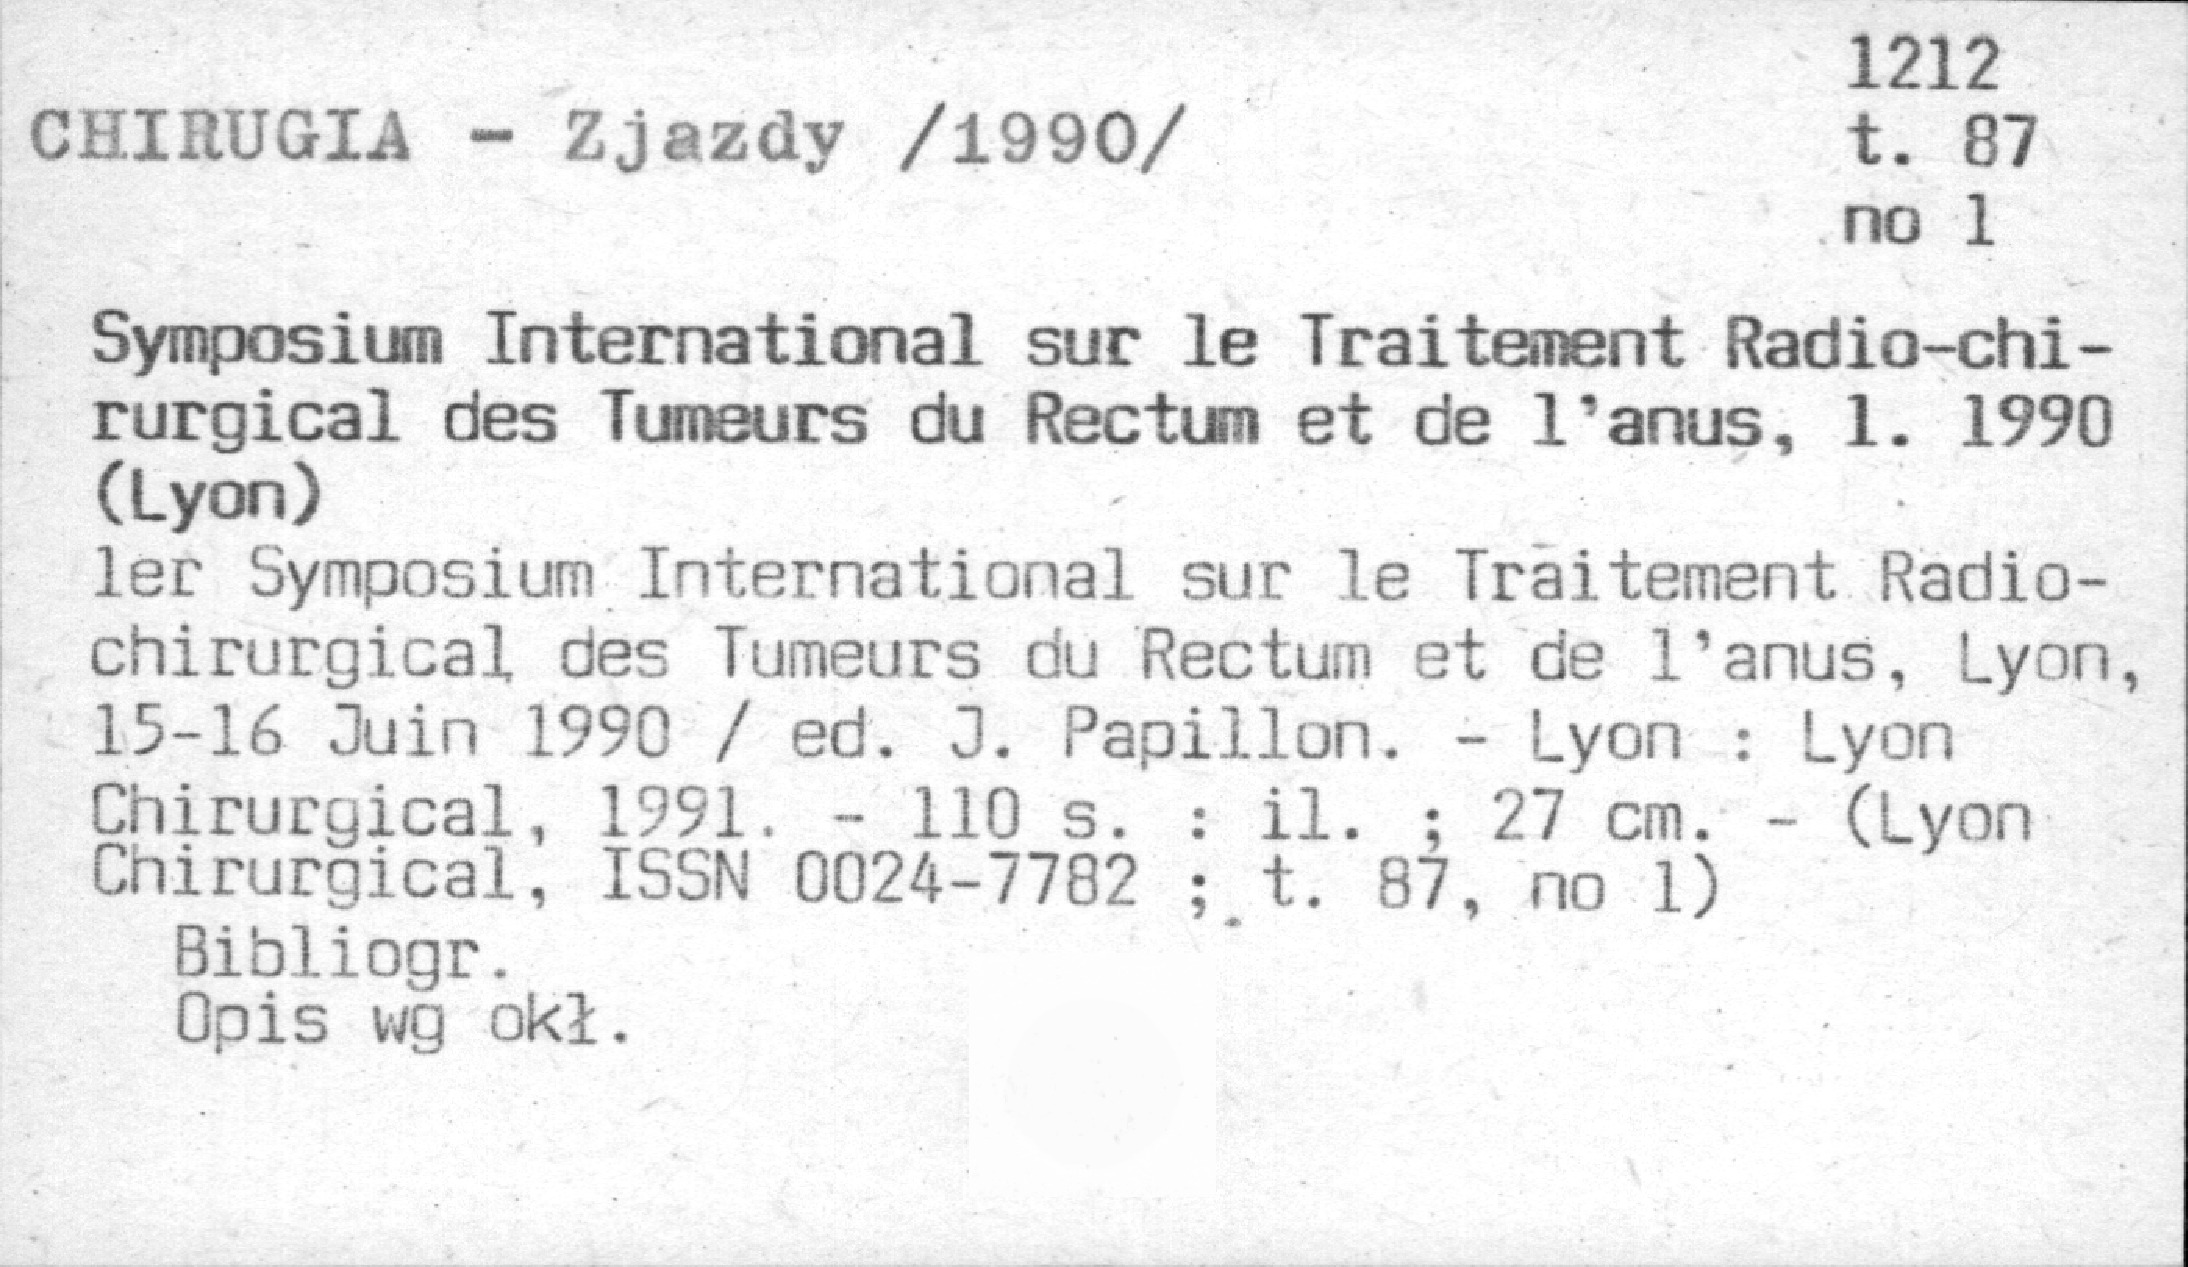 1212
CHIRUGIA - Zjazdy /1990/
t. 87
no 1
Symposium International sur le Traitement Radio-chi-
rurgical des Tumeurs du Rectum et de l'anus, 1. 1990
(Lyon)
1er Symposium International sur le Traitement Radio-
chirurgical des Tumeurs du Rectum et de l'anus, Lyon,
15-16 Juin 1990 / ed. J. Papillon. - Lyon : Lyon
Chirurgical, 1991. - 110 s. : il. ; 27 cm. - (Lyon
Chirurgical, ISSN 0024-7782 ; t. 87, no 1)
Bibliogr.
Opis wg okł.